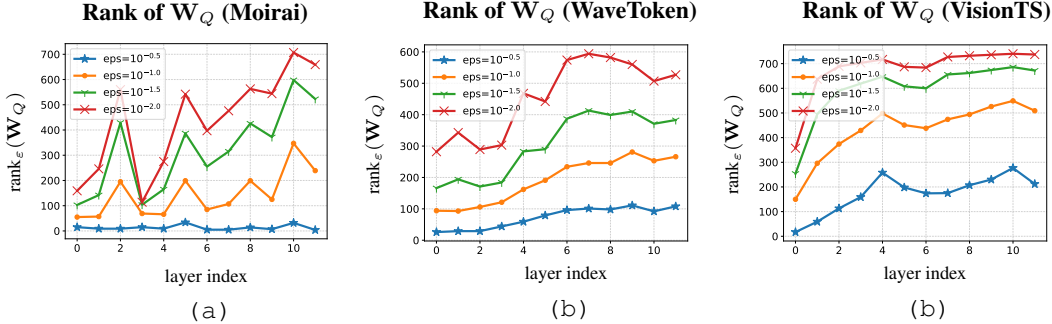 Rank of W_Q (Moirai)
rank_ε(W_Q)
700
600
500
400
300
200
100
0
eps=10^−0.5
eps=10^−1.0
eps=10^−1.5
eps=10^−2.0
0 2 4 6 8 10
layer index
(a)
Rank of W_Q (WaveToken)
rank_ε(W_Q)
600
500
400
300
200
100
0
eps=10^−0.5
eps=10^−1.0
eps=10^−1.5
eps=10^−2.0
0 2 4 6 8 10
layer index
(b)
Rank of W_Q (VisionTS)
rank_ε(W_Q)
700
600
500
400
300
200
100
0
eps=10^−0.5
eps=10^−1.0
eps=10^−1.5
eps=10^−2.0
0 2 4 6 8 10
layer index
(b)